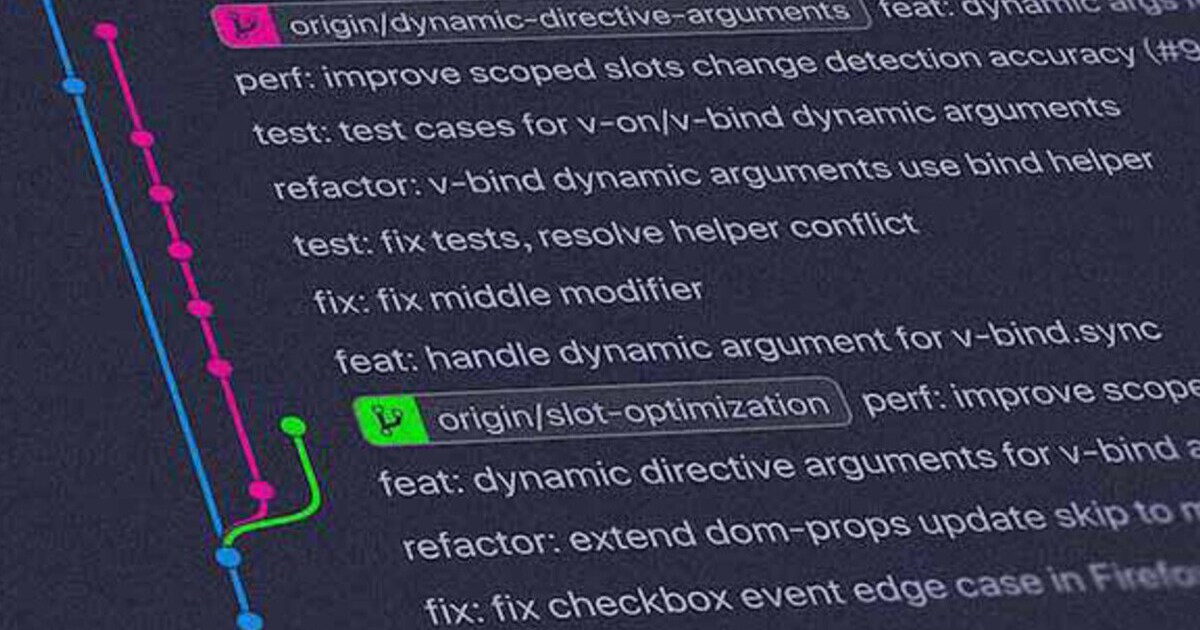 origin/dynamic-directive-arguments feat: dynamic args
perf: improve scoped slots change detection accuracy (#9
test: test cases for v-on/v-bind dynamic arguments
refactor: v-bind dynamic arguments use bind helper
test: fix tests, resolve helper conflict
fix: fix middle modifier
feat: handle dynamic argument for v-bind.sync
origin/slot-optimization perf: improve scope
feat: dynamic directive arguments for v-bind a
refactor: extend dom-props update skip to
fix: fix checkbox event edge case in Firefo